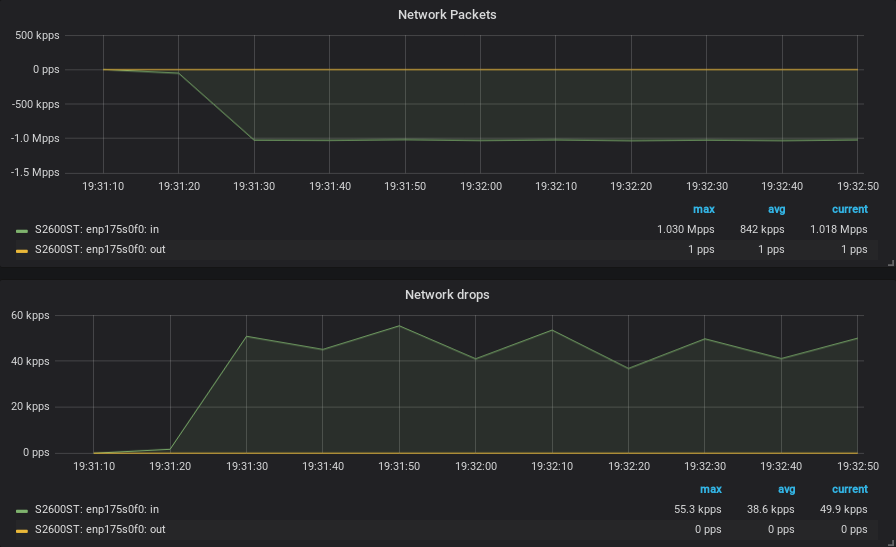 Network Packets
500 kpps
0 pps
-500 kpps
-1.0 Mpps
-1.5 Mpps
19:31:10 19:31:20 19:31:30 19:31:40 19:31:50 19:32:00 19:32:10 19:32:20 19:32:30 19:32:40 19:32:50
max avg current
S2600ST: enp175s0f0: in 1.030 Mpps 842 kpps 1.018 Mpps
S2600ST: enp175s0f0: out 1 pps 1 pps 1 pps
Network drops
60 kpps
40 kpps
20 kpps
0 pps
19:31:10 19:31:20 19:31:30 19:31:40 19:31:50 19:32:00 19:32:10 19:32:20 19:32:30 19:32:40 19:32:50
max avg current
S2600ST: enp175s0f0: in 55.3 kpps 38.6 kpps 49.9 kpps
S2600ST: enp175s0f0: out 0 pps 0 pps 0 pps